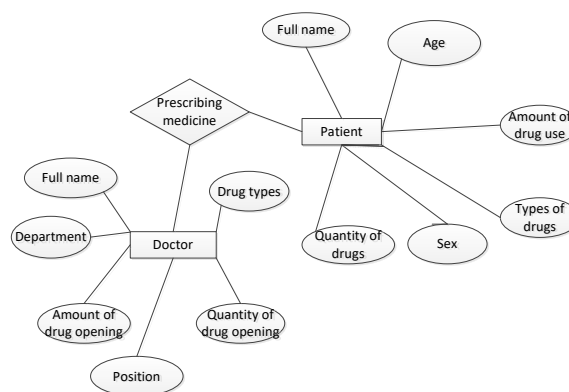 Full name
Age
Prescribing
medicine
Patient
Amount of
drug use
Full name
Drug types
Types of
drugs
Department
Doctor
Quantity of
drugs
Sex
Amount of
drug opening
Quantity of
drug opening
Position